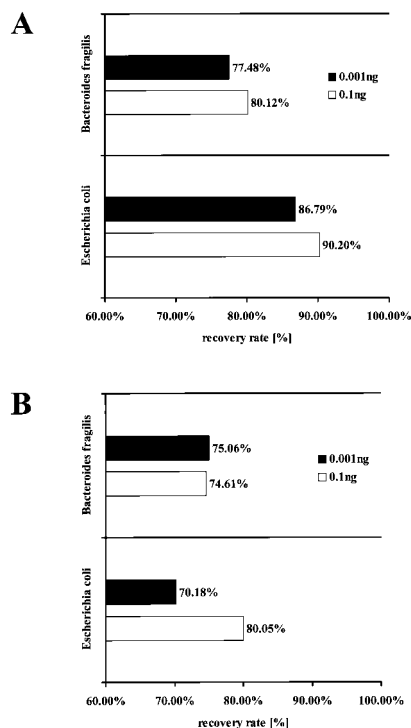 A
Bacteroides fragilis
77.48%
80.12%
0.001ng
0.1ng
Escherichia coli
86.79%
90.20%
60.00% 70.00% 80.00% 90.00% 100.00%
recovery rate [%]
B
Bacteroides fragilis
75.06%
74.61%
0.001ng
0.1ng
Escherichia coli
70.18%
80.05%
60.00% 70.00% 80.00% 90.00% 100.00%
recovery rate [%]